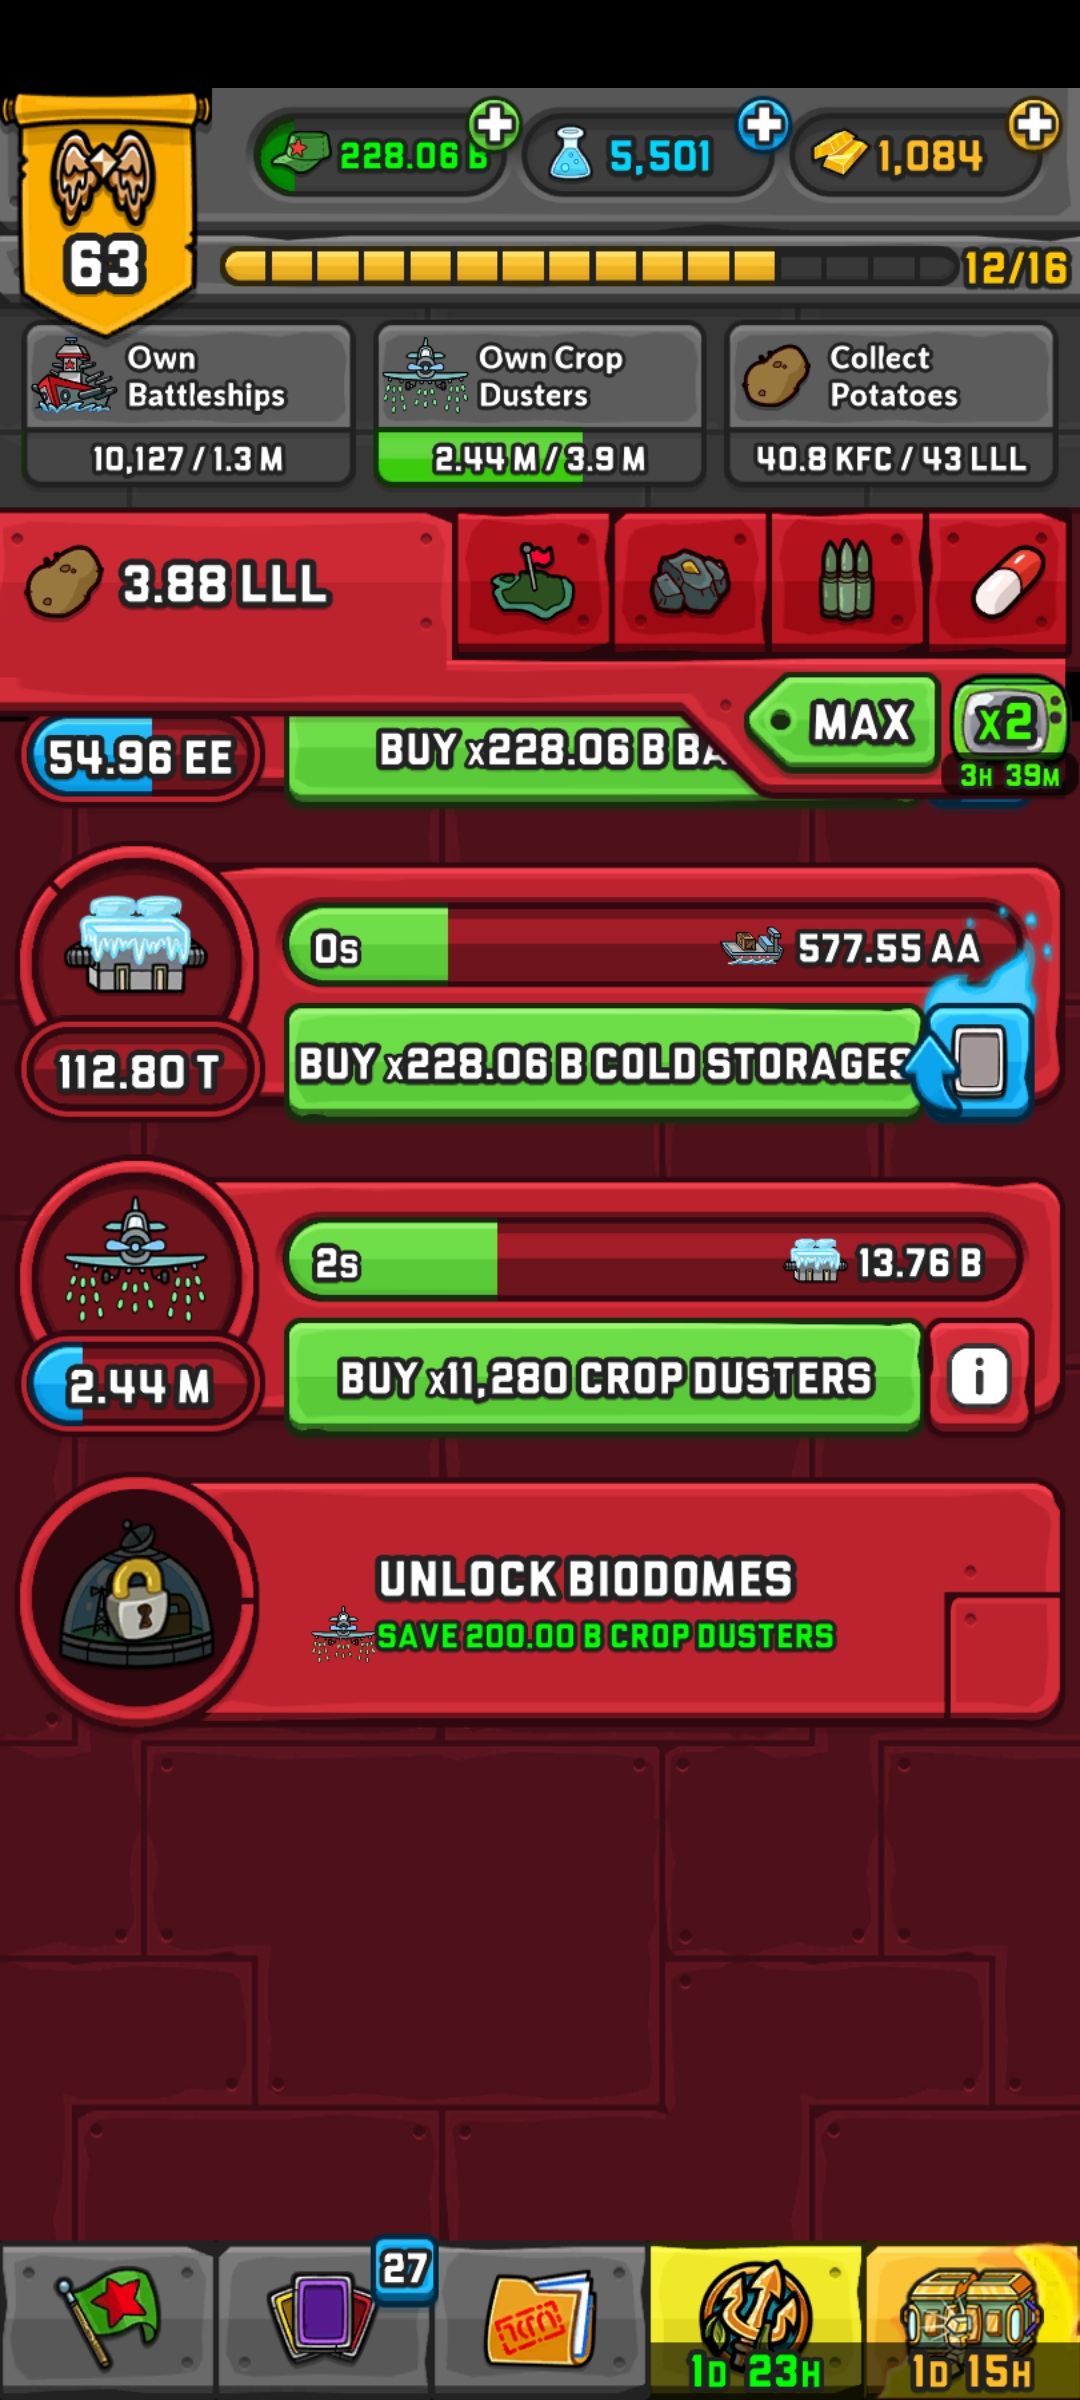 228.06 B
5,501
1,084
63
12/16
Own
Battleships
10,127 / 1.3 M
Own Crop
Dusters
2.44 M / 3.9 M
Collect
Potatoes
40.8 KFC / 43 LLL
3.88 LLL
MAX
x2
3H 39M
54.96 EE
BUY x228.06 B BA
0s
577.55 AA
112.80 T
BUY x228.06 B COLD STORAGES
2s
13.76 B
2.44 M
BUY x11,280 CROP DUSTERS
i
UNLOCK BIODOMES
SAVE 200.00 B CROP DUSTERS
27
1D 23H
1D 15H